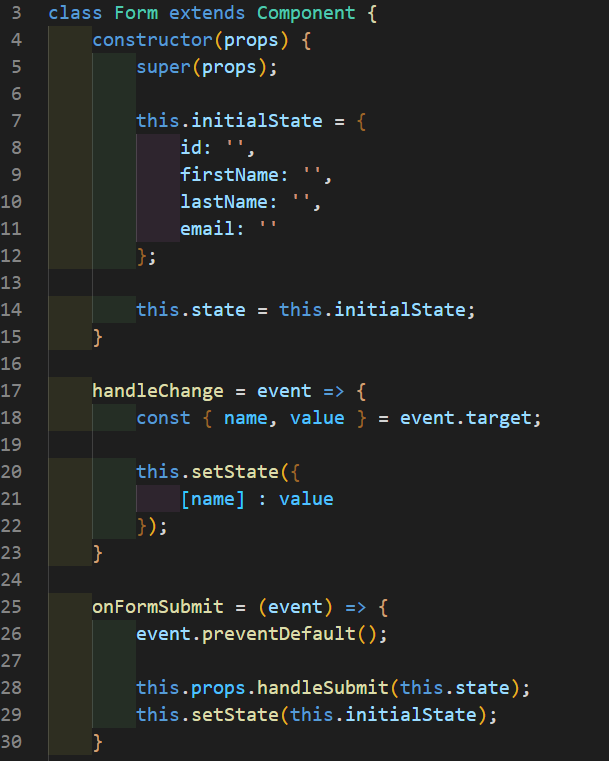 3 class Form extends Component {
4     constructor(props) {
5         super(props);
6
7         this.initialState = {
8             id: '',
9             firstName: '',
10             lastName: '',
11             email: ''
12         };
13
14         this.state = this.initialState;
15     }
16
17     handleChange = event => {
18         const { name, value } = event.target;
19
20         this.setState({
21             [name] : value
22         });
23     }
24
25     onFormSubmit = (event) => {
26         event.preventDefault();
27
28         this.props.handleSubmit(this.state);
29         this.setState(this.initialState);
30     }